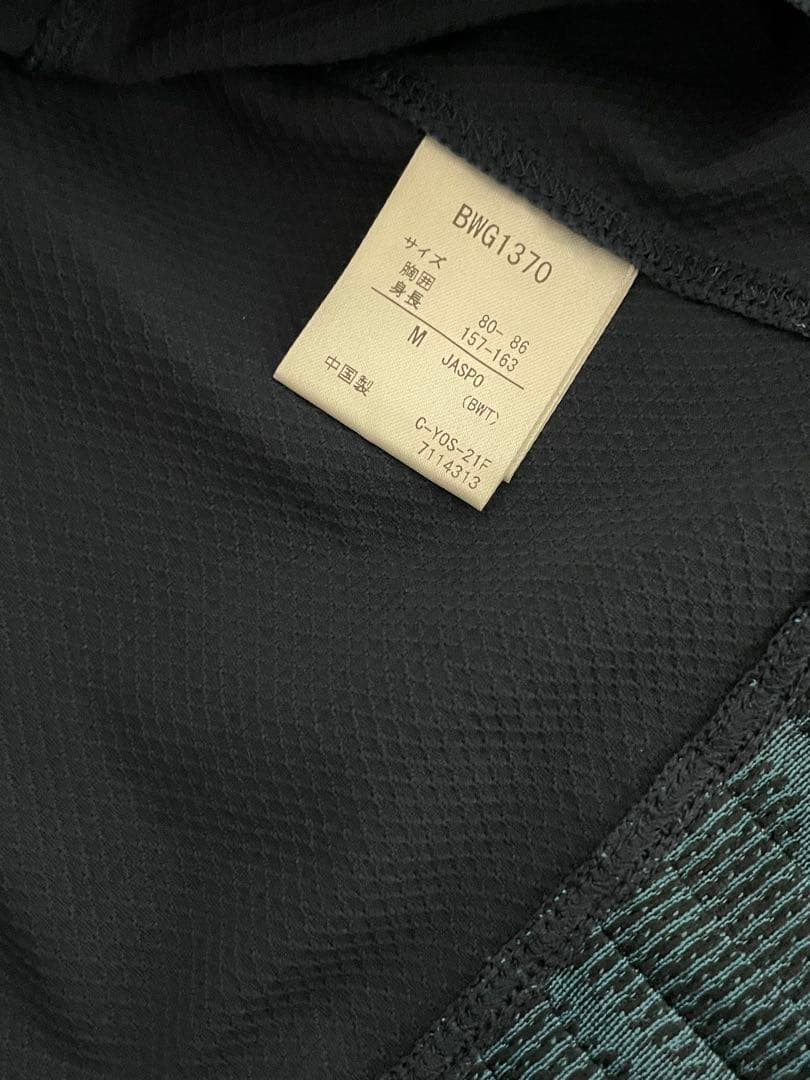 BWG1370
サイズ
胸囲 80- 86
身長 157-163
M JASPO
(BWT)
中国製
C-YOS-21F
7114313